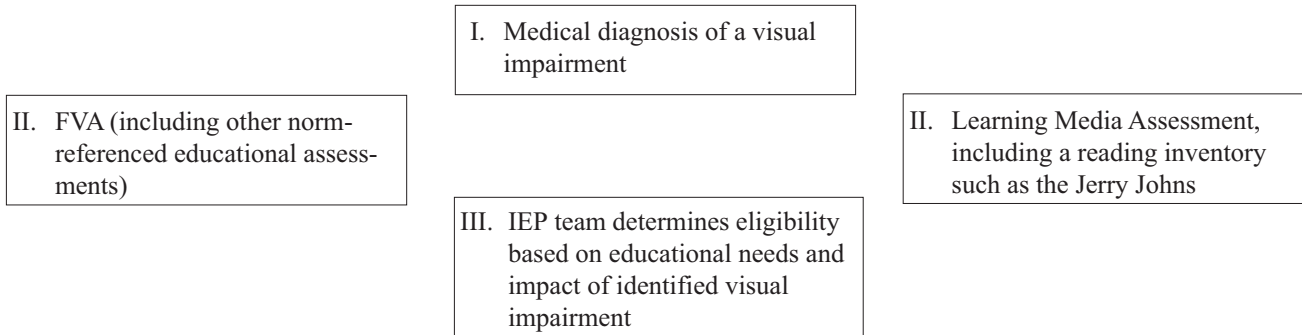 I. Medical diagnosis of a visual
impairment
II. FVA (including other norm-
referenced educational assess-
ments)
II. Learning Media Assessment,
including a reading inventory
such as the Jerry Johns
III. IEP team determines eligibility
based on educational needs and
impact of identified visual
impairment